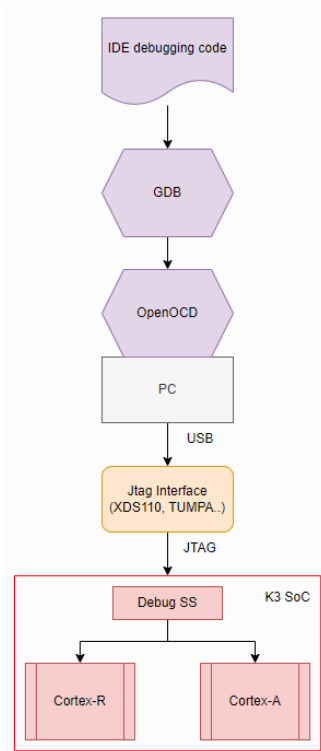 IDE debugging code
GDB
OpenOCD
PC
USB
Jtag Interface
(XDS110, TUMPA..)
JTAG
K3 SoC
Debug SS
Cortex-R
Cortex-A